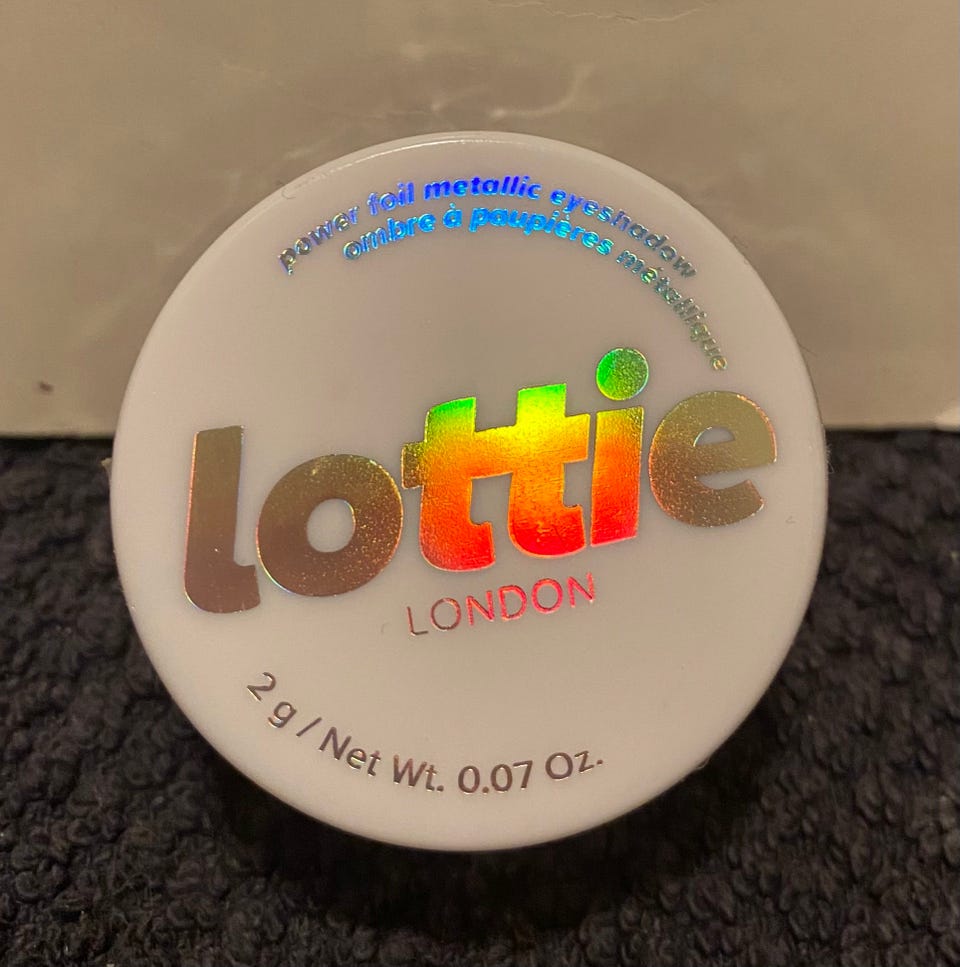 power foil metallic eyeshadow
ombre à paupières métallique
lottie
LONDON
2 g / Net Wt. 0.07 Oz.